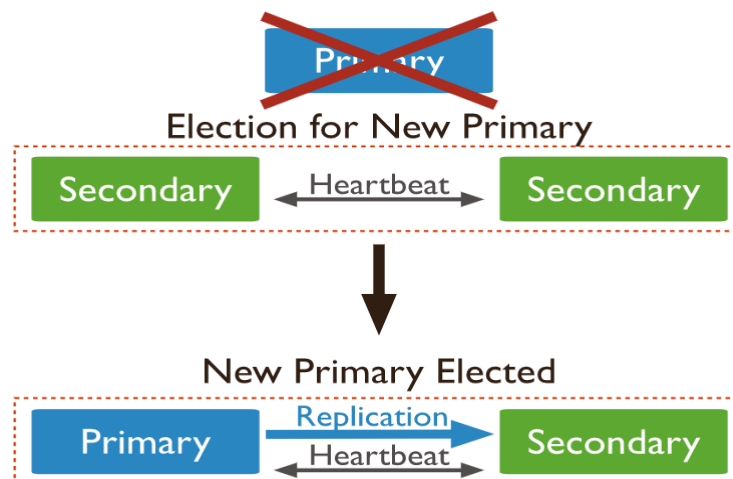 Primary
Election for New Primary
Secondary Heartbeat Secondary
New Primary Elected
Primary Replication Secondary
Heartbeat